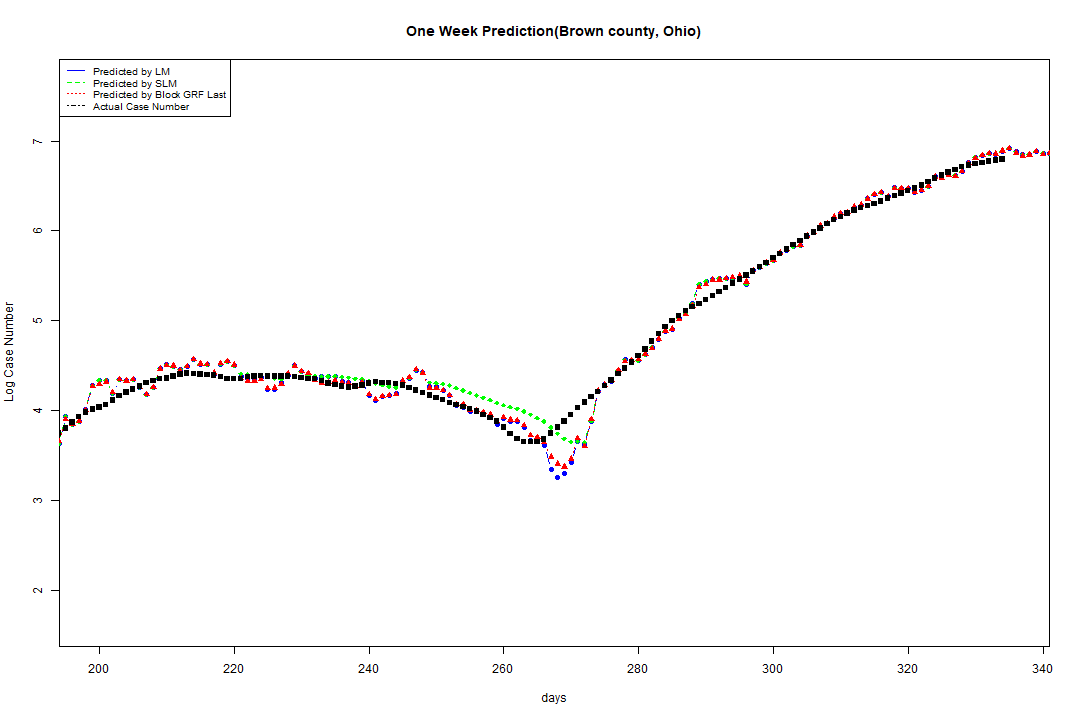 One Week Prediction(Brown county, Ohio)
Predicted by LM
Predicted by SLM
Predicted by Block GRF Last
Actual Case Number
Log Case Number
7
6
5
4
3
2
200 220 240 260 280 300 320 340
days